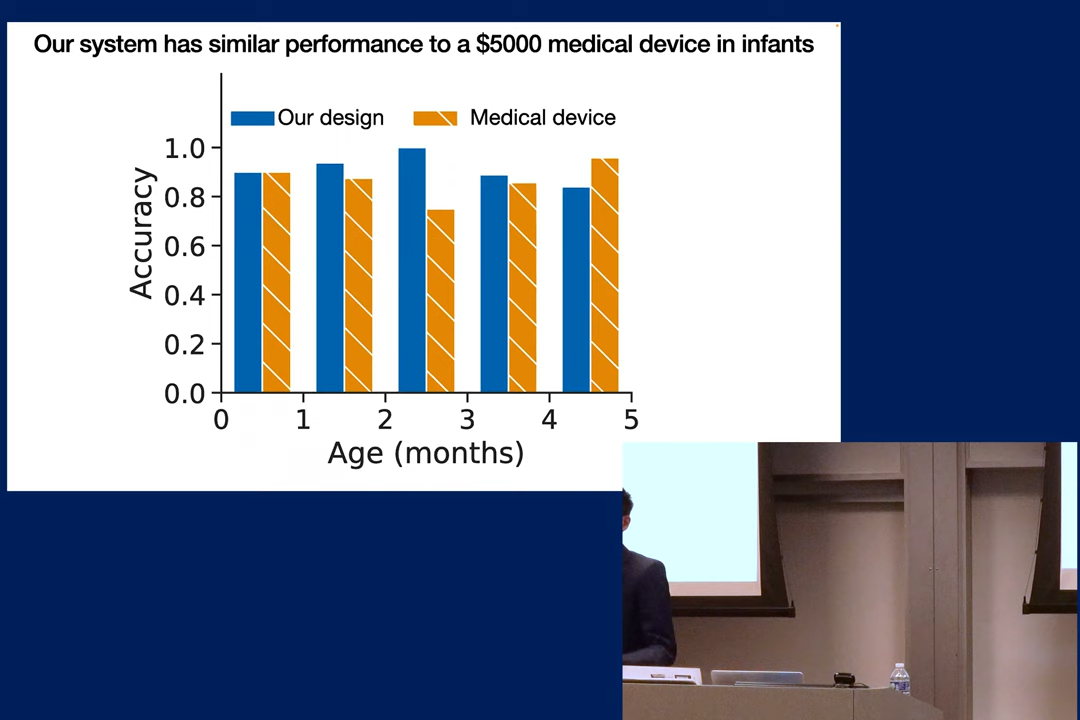 Our system has similar performance to a $5000 medical device in infants
Our design
Medical device
1.0
0.8
0.6
0.4
0.2
0.0
Accuracy
0 1 2 3 4 5
Age (months)